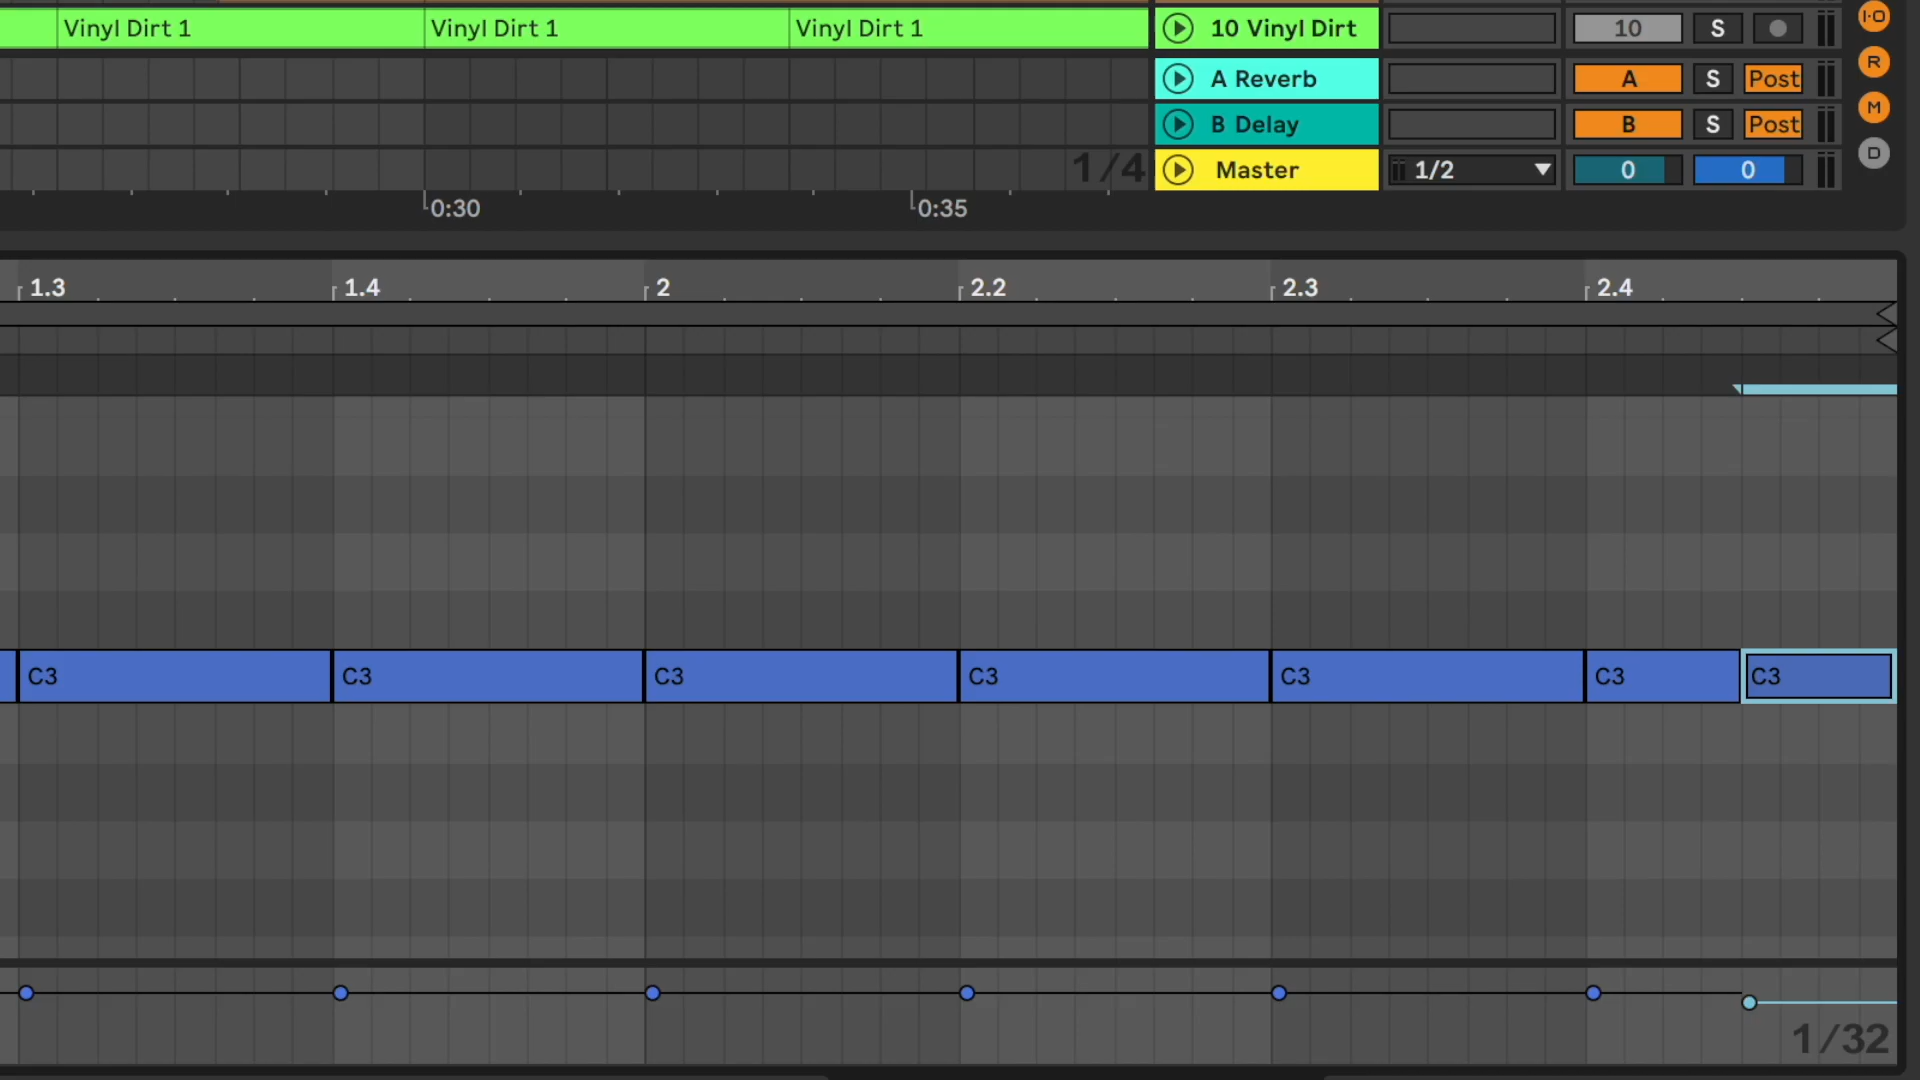 Vinyl Dirt 1 Vinyl Dirt 1 Vinyl Dirt 1 10 Vinyl Dirt 10 S I·O
A Reverb A S Post R
B Delay B S Post M
1/4 Master 1/2 0 0 D
0:30 0:35
1.3 1.4 2 2.2 2.3 2.4
C3 C3 C3 C3 C3 C3 C3
1/32